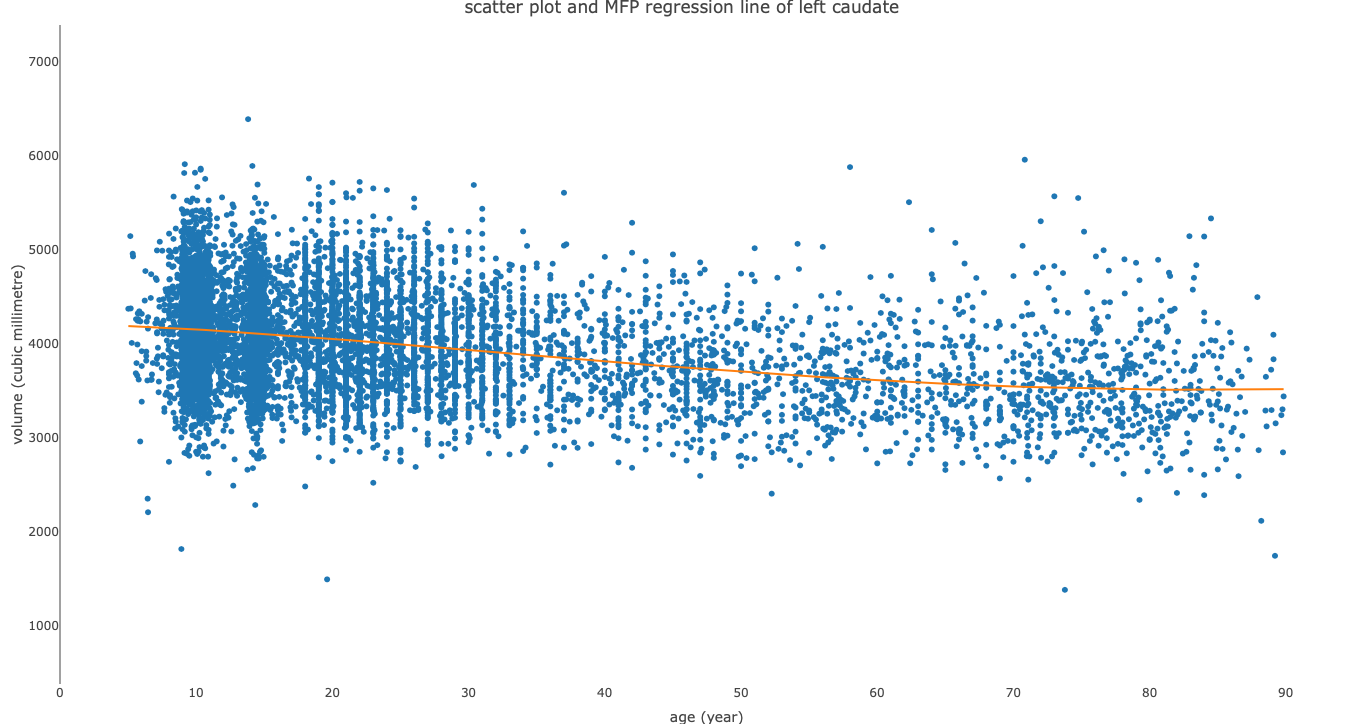 scatter plot and MFP regression line of left caudate
7000
6000
5000
4000
3000
2000
1000
volume (cubic millimetre)
0 10 20 30 40 50 60 70 80 90
age (year)